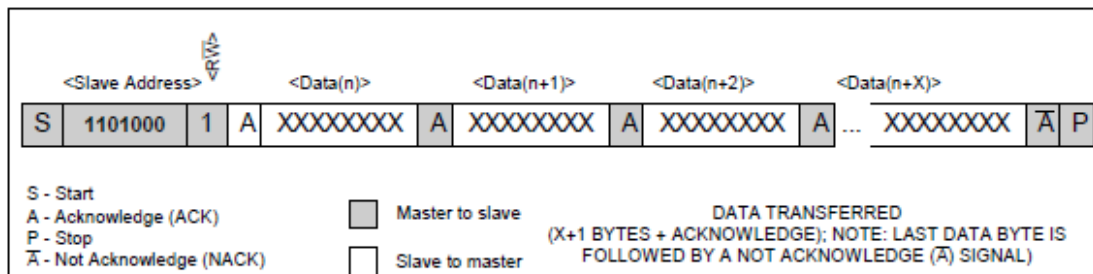 <RW̅>
<Slave Address> <Data(n)> <Data(n+1)> <Data(n+2)> <Data(n+X)>
S 1101000 1 A XXXXXXXX A XXXXXXXX A XXXXXXXX A ... XXXXXXXX A̅ P
S - Start
A - Acknowledge (ACK)
P - Stop
A̅ - Not Acknowledge (NACK)
Master to slave
Slave to master
DATA TRANSFERRED
(X+1 BYTES + ACKNOWLEDGE); NOTE: LAST DATA BYTE IS
FOLLOWED BY A NOT ACKNOWLEDGE (A̅) SIGNAL)